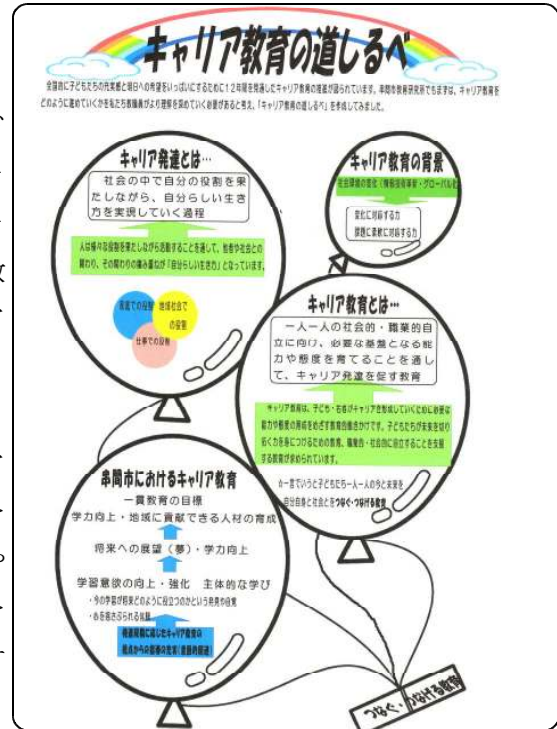 キャリア教育の道しるべ
全国的に子どもたちの充実感と明日への希望をいっぱいにするために12年間を見通したキャリア教育の推進が図られています。串間市教育研究所でもまずは、キャリア教育を
どのように進めていくかを私たち教職員がより理解を深めていく必要があると考え、「キャリア教育の道しるべ」を作成してみました。
キャリア発達とは…
社会の中で自分の役割を果
たしながら、自分らしい生き
方を実現していく過程
人は様々な役割を果たしながら活動することを通して、他者や社会との
関わり、その関わりの積み重ねが「自分らしい生き方」となっています。
家庭での役割
地域社会で
の役割
仕事での役割
キャリア教育の背景
社会環境の変化(情報技術革新・グローバル化)
変化に対応する力
課題に柔軟に対応する力
キャリア教育とは…
一人一人の社会的・職業的自
立に向け、必要な基盤となる能
力や態度を育てることを通し
て、キャリア発達を促す教育
キャリア教育は、子ども・若者がキャリアを形成していくために必要な
能力や態度の育成をめざす教育的働きかけです。子どもたちが未来を切り
拓く力を身につけるための教育、職業的・社会的に自立することを支援
する教育が求められています。
☆一言でいうと子どもたち一人一人の今と未来を
自分自身と社会とをつなぐ・つなげる教育
串間市におけるキャリア教育
一貫教育の目標
学力向上・地域に貢献できる人材の育成
将来への展望(夢)・学力向上
学習意欲の向上・強化 主体的な学び
・今の学習が将来どのように役立つのかという発見や自覚
・心を揺さぶられる体験
発達段階に応じたキャリア教育の
視点からの授業の充実
つなぐ・つなげる教育